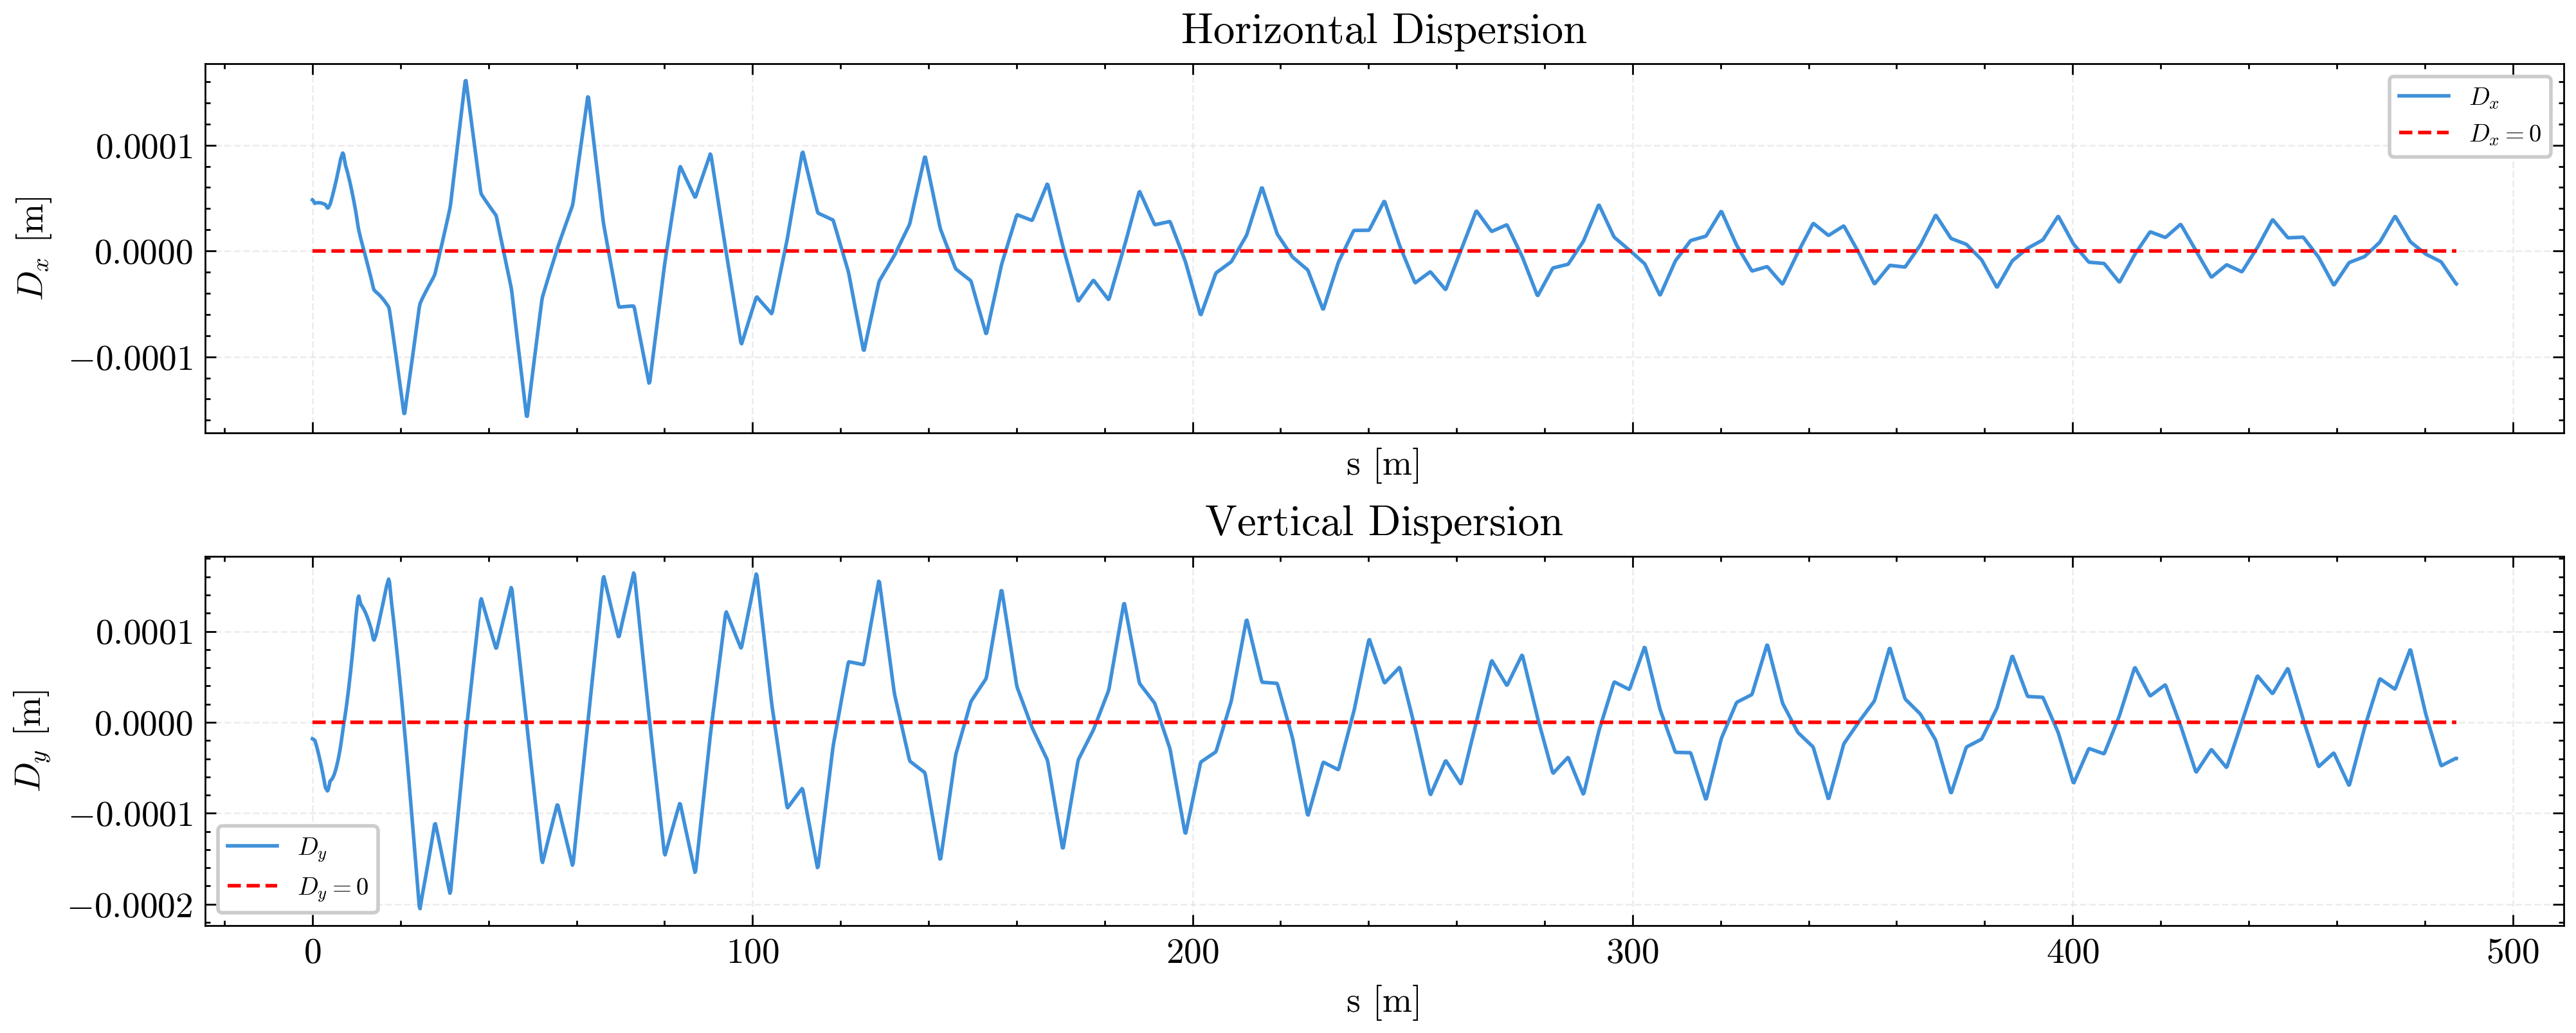 Horizontal Dispersion
D_x [m]
0.0001
0.0000
−0.0001
D_x
D_x = 0
s [m]
Vertical Dispersion
D_y [m]
0.0001
0.0000
−0.0001
−0.0002
D_y
D_y = 0
0 100 200 300 400 500
s [m]